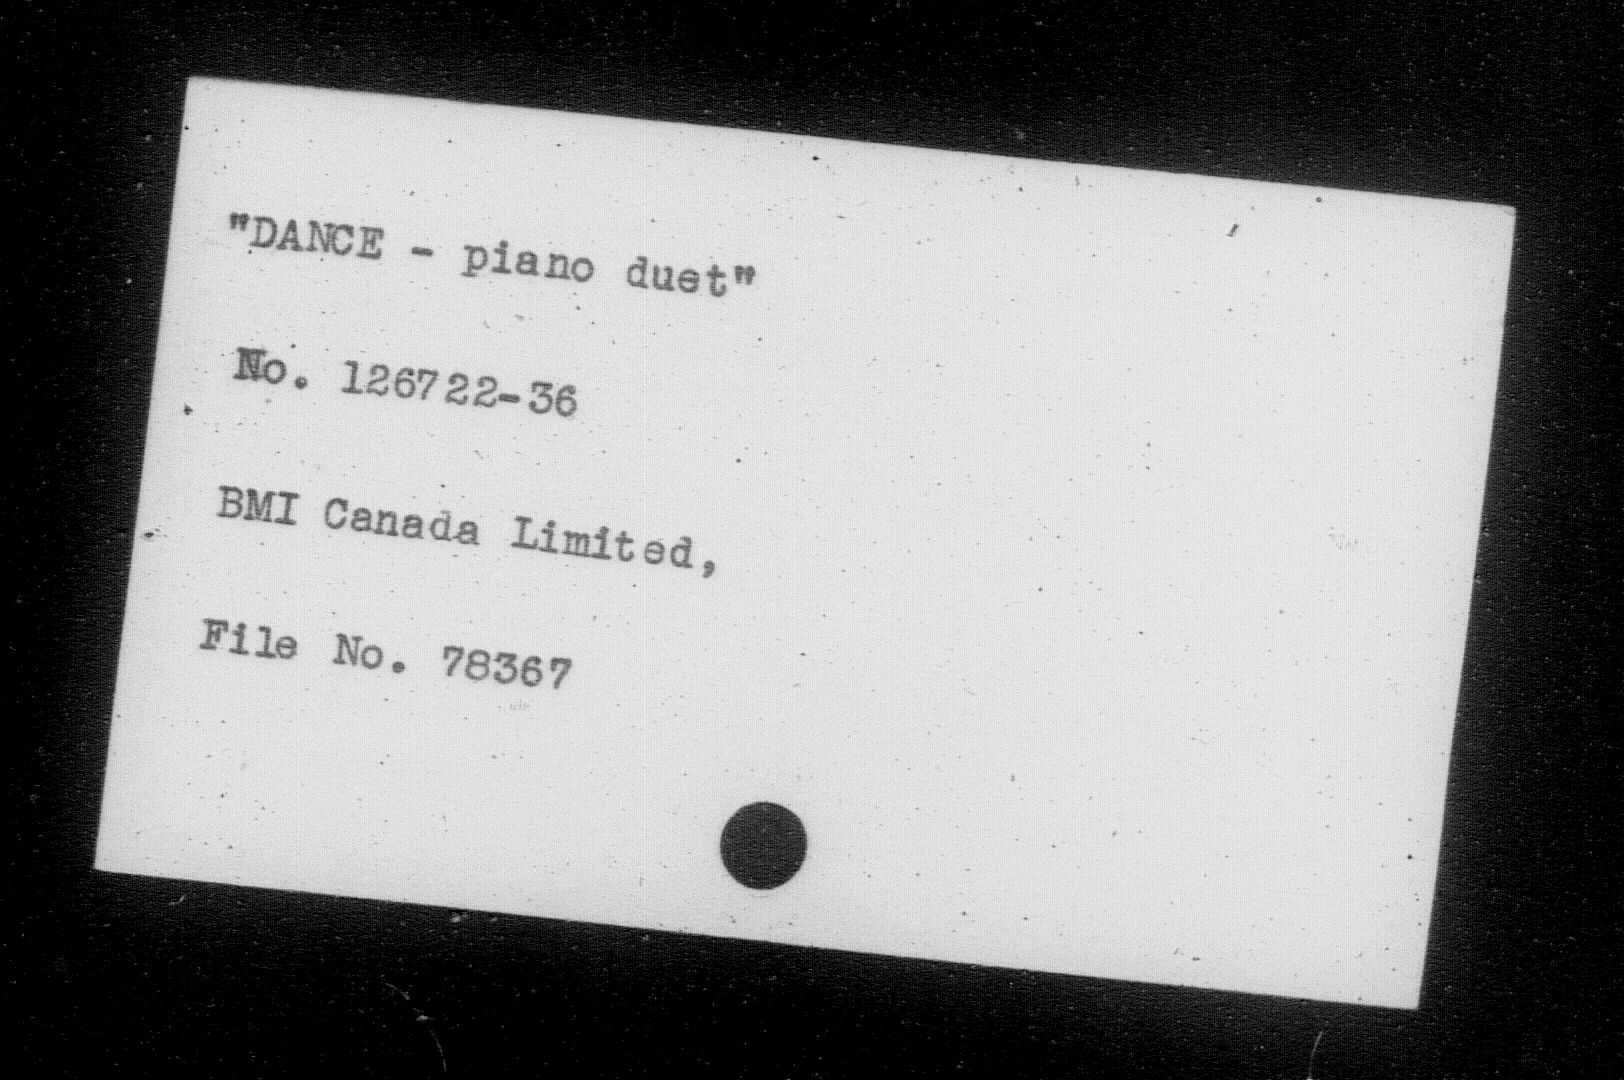 "DANCE - piano duet"
No. 126722-36
BMI Canada Limited,
File No. 78367